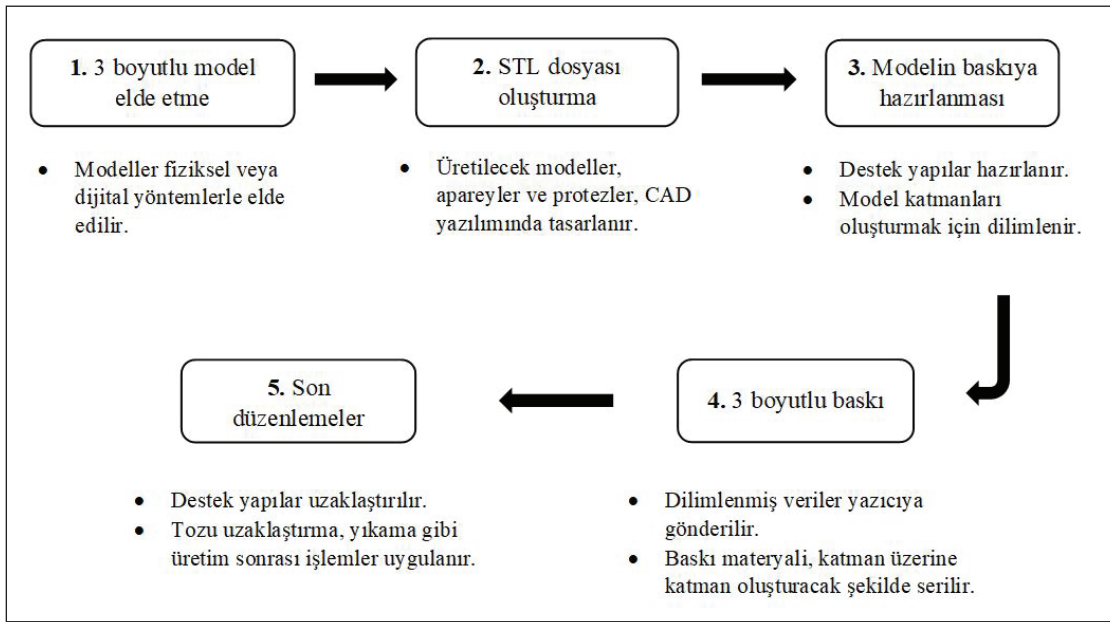 1. 3 boyutlu model
elde etme
• Modeller fiziksel veya
dijital yöntemlerle elde
edilir.
2. STL dosyası
oluşturma
• Üretilecek modeller,
apareyler ve protezler, CAD
yazılımında tasarlanır.
3. Modelin baskıya
hazırlanması
• Destek yapılar hazırlanır.
• Model katmanları
oluşturmak için dilimlenir.
4. 3 boyutlu baskı
• Dilimlenmiş veriler yazıcıya
gönderilir.
• Baskı materyali, katman üzerine
katman oluşturacak şekilde serilir.
5. Son
düzenlemeler
• Destek yapılar uzaklaştırılır.
• Tozu uzaklaştırma, yıkama gibi
üretim sonrası işlemler uygulanır.